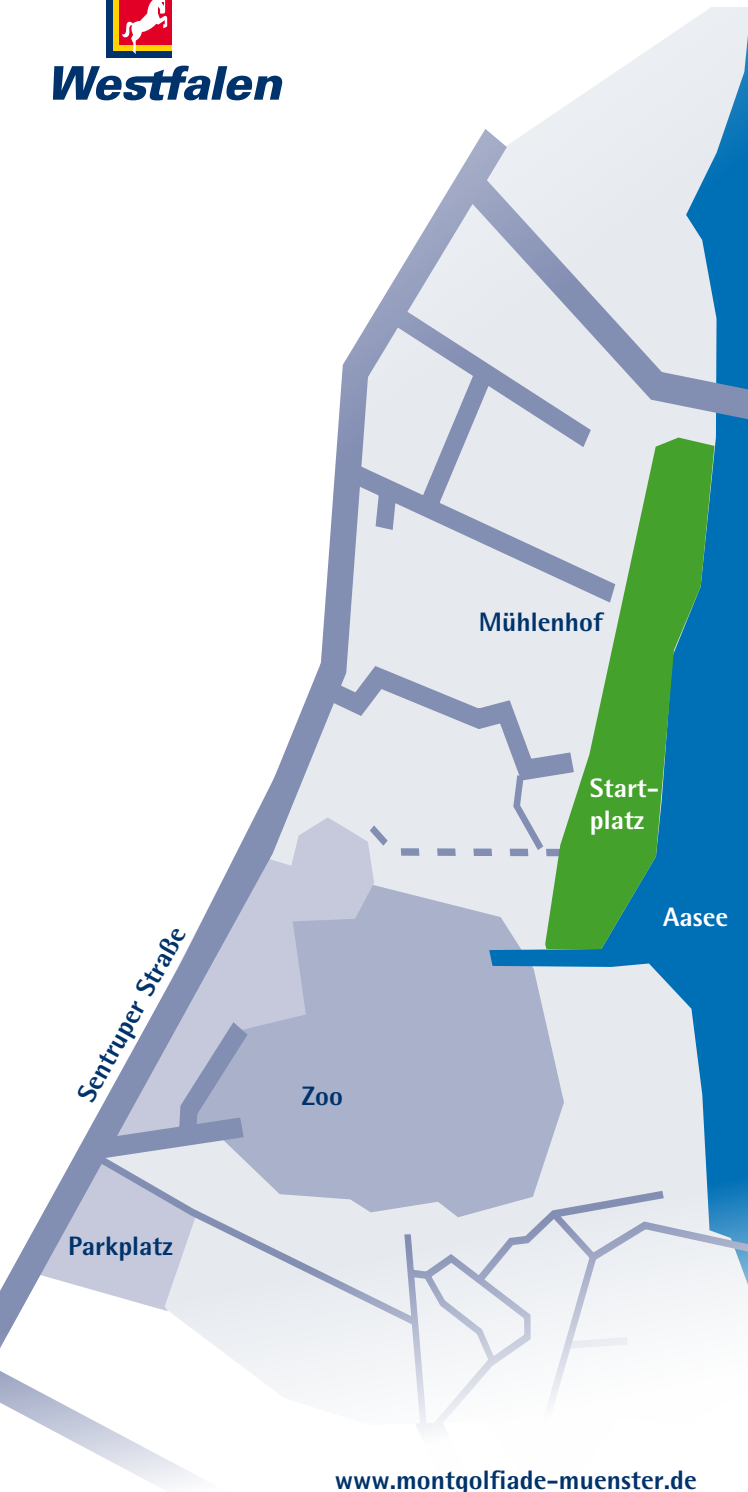 Westfalen
Mühlenhof
Start-
platz
Aasee
Sentruper Straße
Zoo
Parkplatz
www.montgolfiade-muenster.de